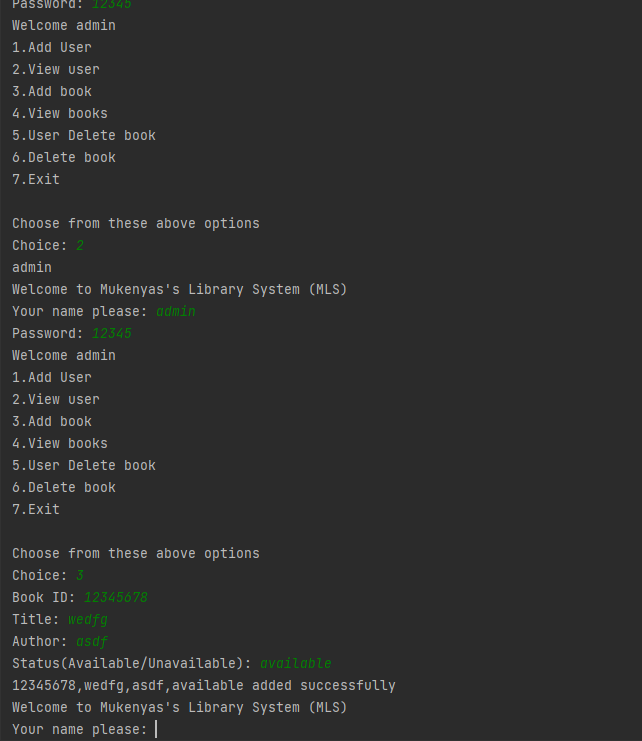 Password: 12345
Welcome admin
1.Add User
2.View user
3.Add book
4.View books
5.User Delete book
6.Delete book
7.Exit
Choose from these above options
Choice: 2
admin
Welcome to Mukenyas's Library System (MLS)
Your name please: admin
Password: 12345
Welcome admin
1.Add User
2.View user
3.Add book
4.View books
5.User Delete book
6.Delete book
7.Exit
Choose from these above options
Choice: 3
Book ID: 12345678
Title: wedfg
Author: asdf
Status(Available/Unavailable): available
12345678,wedfg,asdf,available added successfully
Welcome to Mukenyas's Library System (MLS)
Your name please: